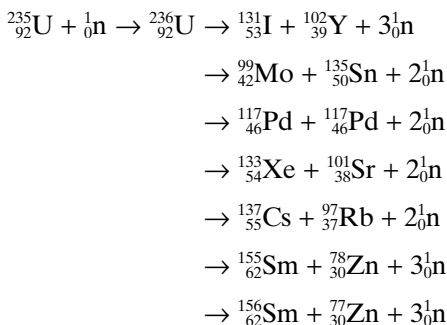 ²³⁵₉₂U + ¹₀n → ²³⁶₉₂U → ¹³¹₅₃I + ¹⁰²₃₉Y + 3¹₀n
→ ⁹⁹₄₂Mo + ¹³⁵₅₀Sn + 2¹₀n
→ ¹¹⁷₄₆Pd + ¹¹⁷₄₆Pd + 2¹₀n
→ ¹³³₅₄Xe + ¹⁰¹₃₈Sr + 2¹₀n
→ ¹³⁷₅₅Cs + ⁹⁷₃₇Rb + 2¹₀n
→ ¹⁵⁵₆₂Sm + ⁷⁸₃₀Zn + 3¹₀n
→ ¹⁵⁶₆₂Sm + ⁷⁷₃₀Zn + 3¹₀n